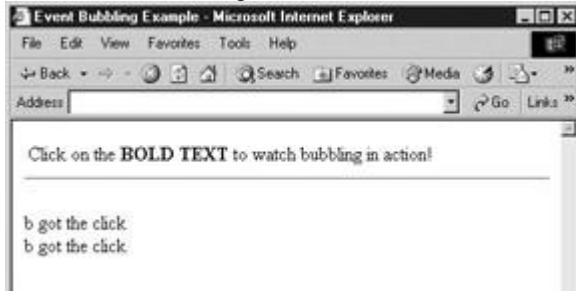 Event Bubbling Example - Microsoft Internet Explorer
File Edit View Favorites Tools Help
Back Search Favorites Media »
Address Go Links »
Click on the BOLD TEXT to watch bubbling in action!
b got the click
b got the click